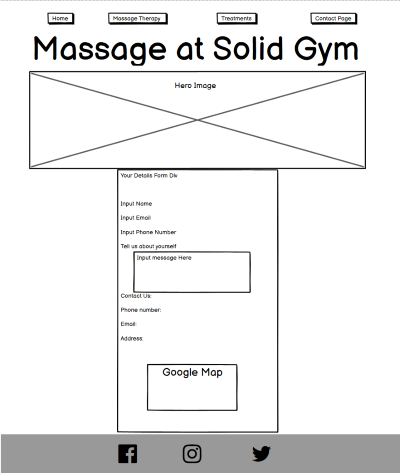 Home Massage Therapy Treatments Contact Page
Massage at Solid Gym
Hero Image
Your Details Form Div
Input Name
Input Email
Input Phone Number
Tell us about yourself
Input message Here
Contact Us:
Phone number:
Email:
Address:
Google Map